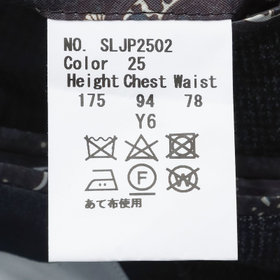 NO. SLJP2502
Color 25
Height Chest Waist
175 94 78
Y6
F W
あて布使用